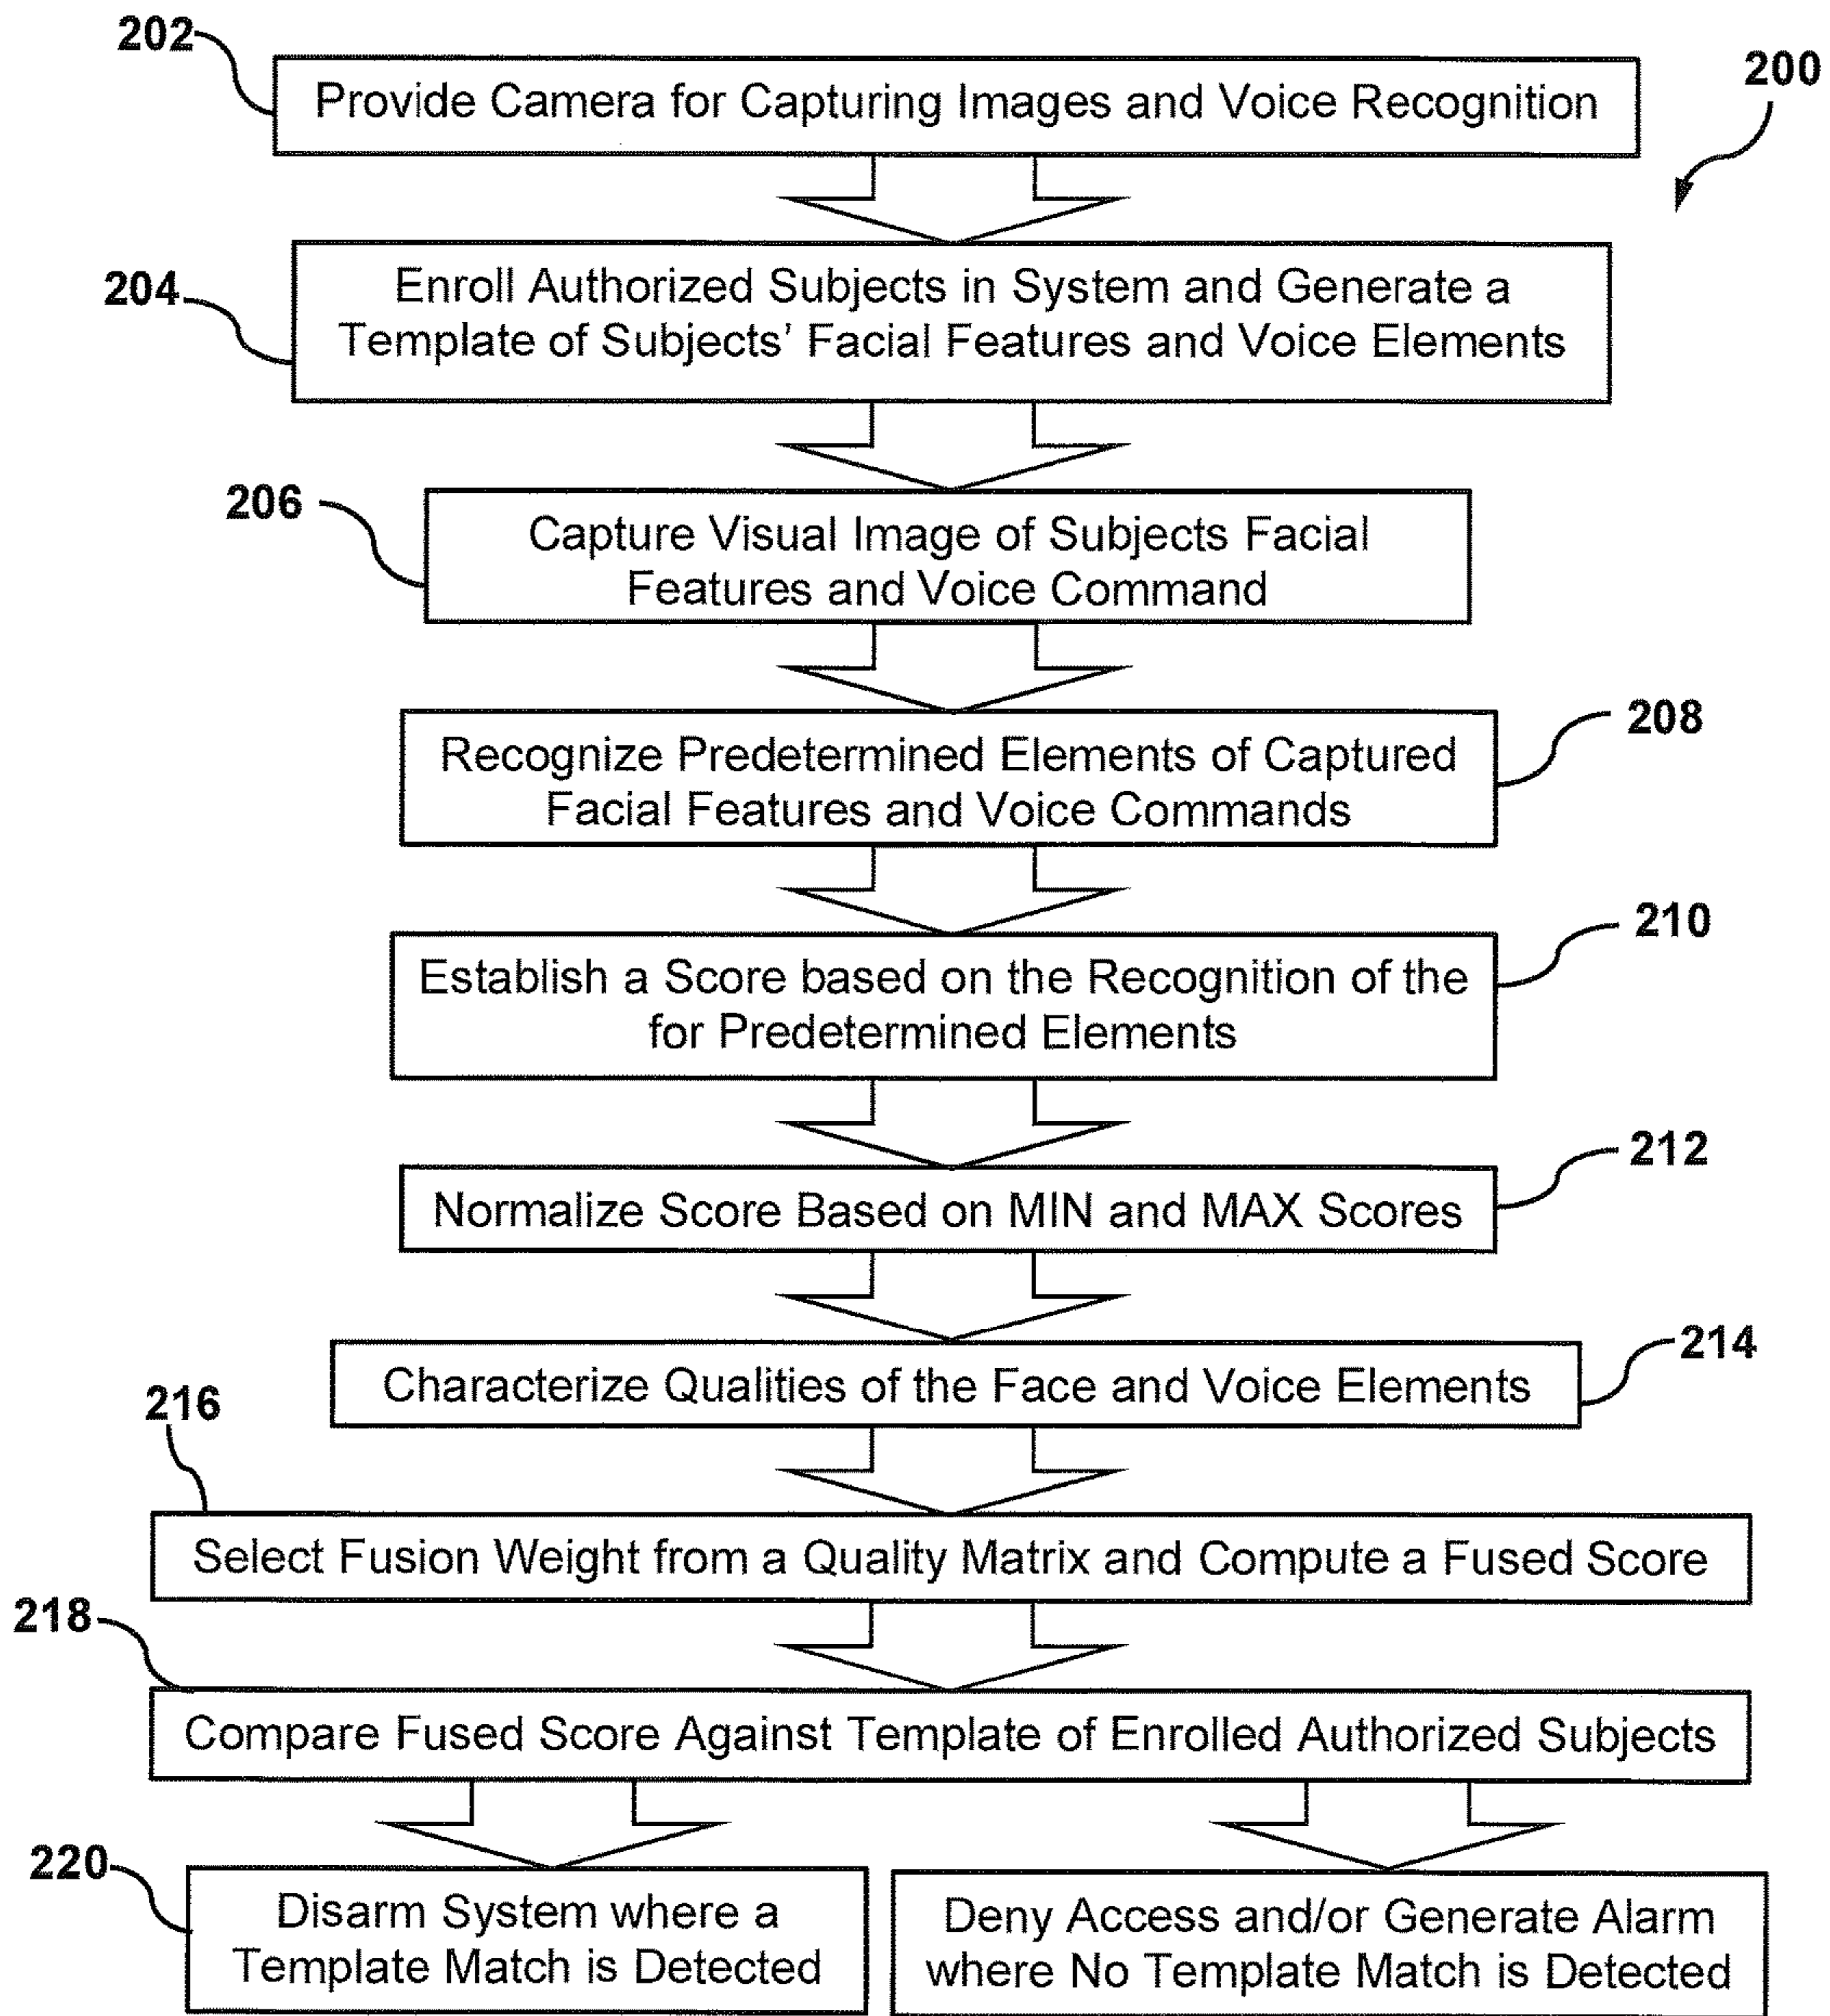 202
200
Provide Camera for Capturing Images and Voice Recognition
204
Enroll Authorized Subjects in System and Generate a
Template of Subjects' Facial Features and Voice Elements
206
Capture Visual Image of Subjects Facial
Features and Voice Command
208
Recognize Predetermined Elements of Captured
Facial Features and Voice Commands
210
Establish a Score based on the Recognition of the
for Predetermined Elements
212
Normalize Score Based on MIN and MAX Scores
214
Characterize Qualities of the Face and Voice Elements
216
Select Fusion Weight from a Quality Matrix and Compute a Fused Score
218
Compare Fused Score Against Template of Enrolled Authorized Subjects
220
Disarm System where a
Template Match is Detected
Deny Access and/or Generate Alarm
where No Template Match is Detected